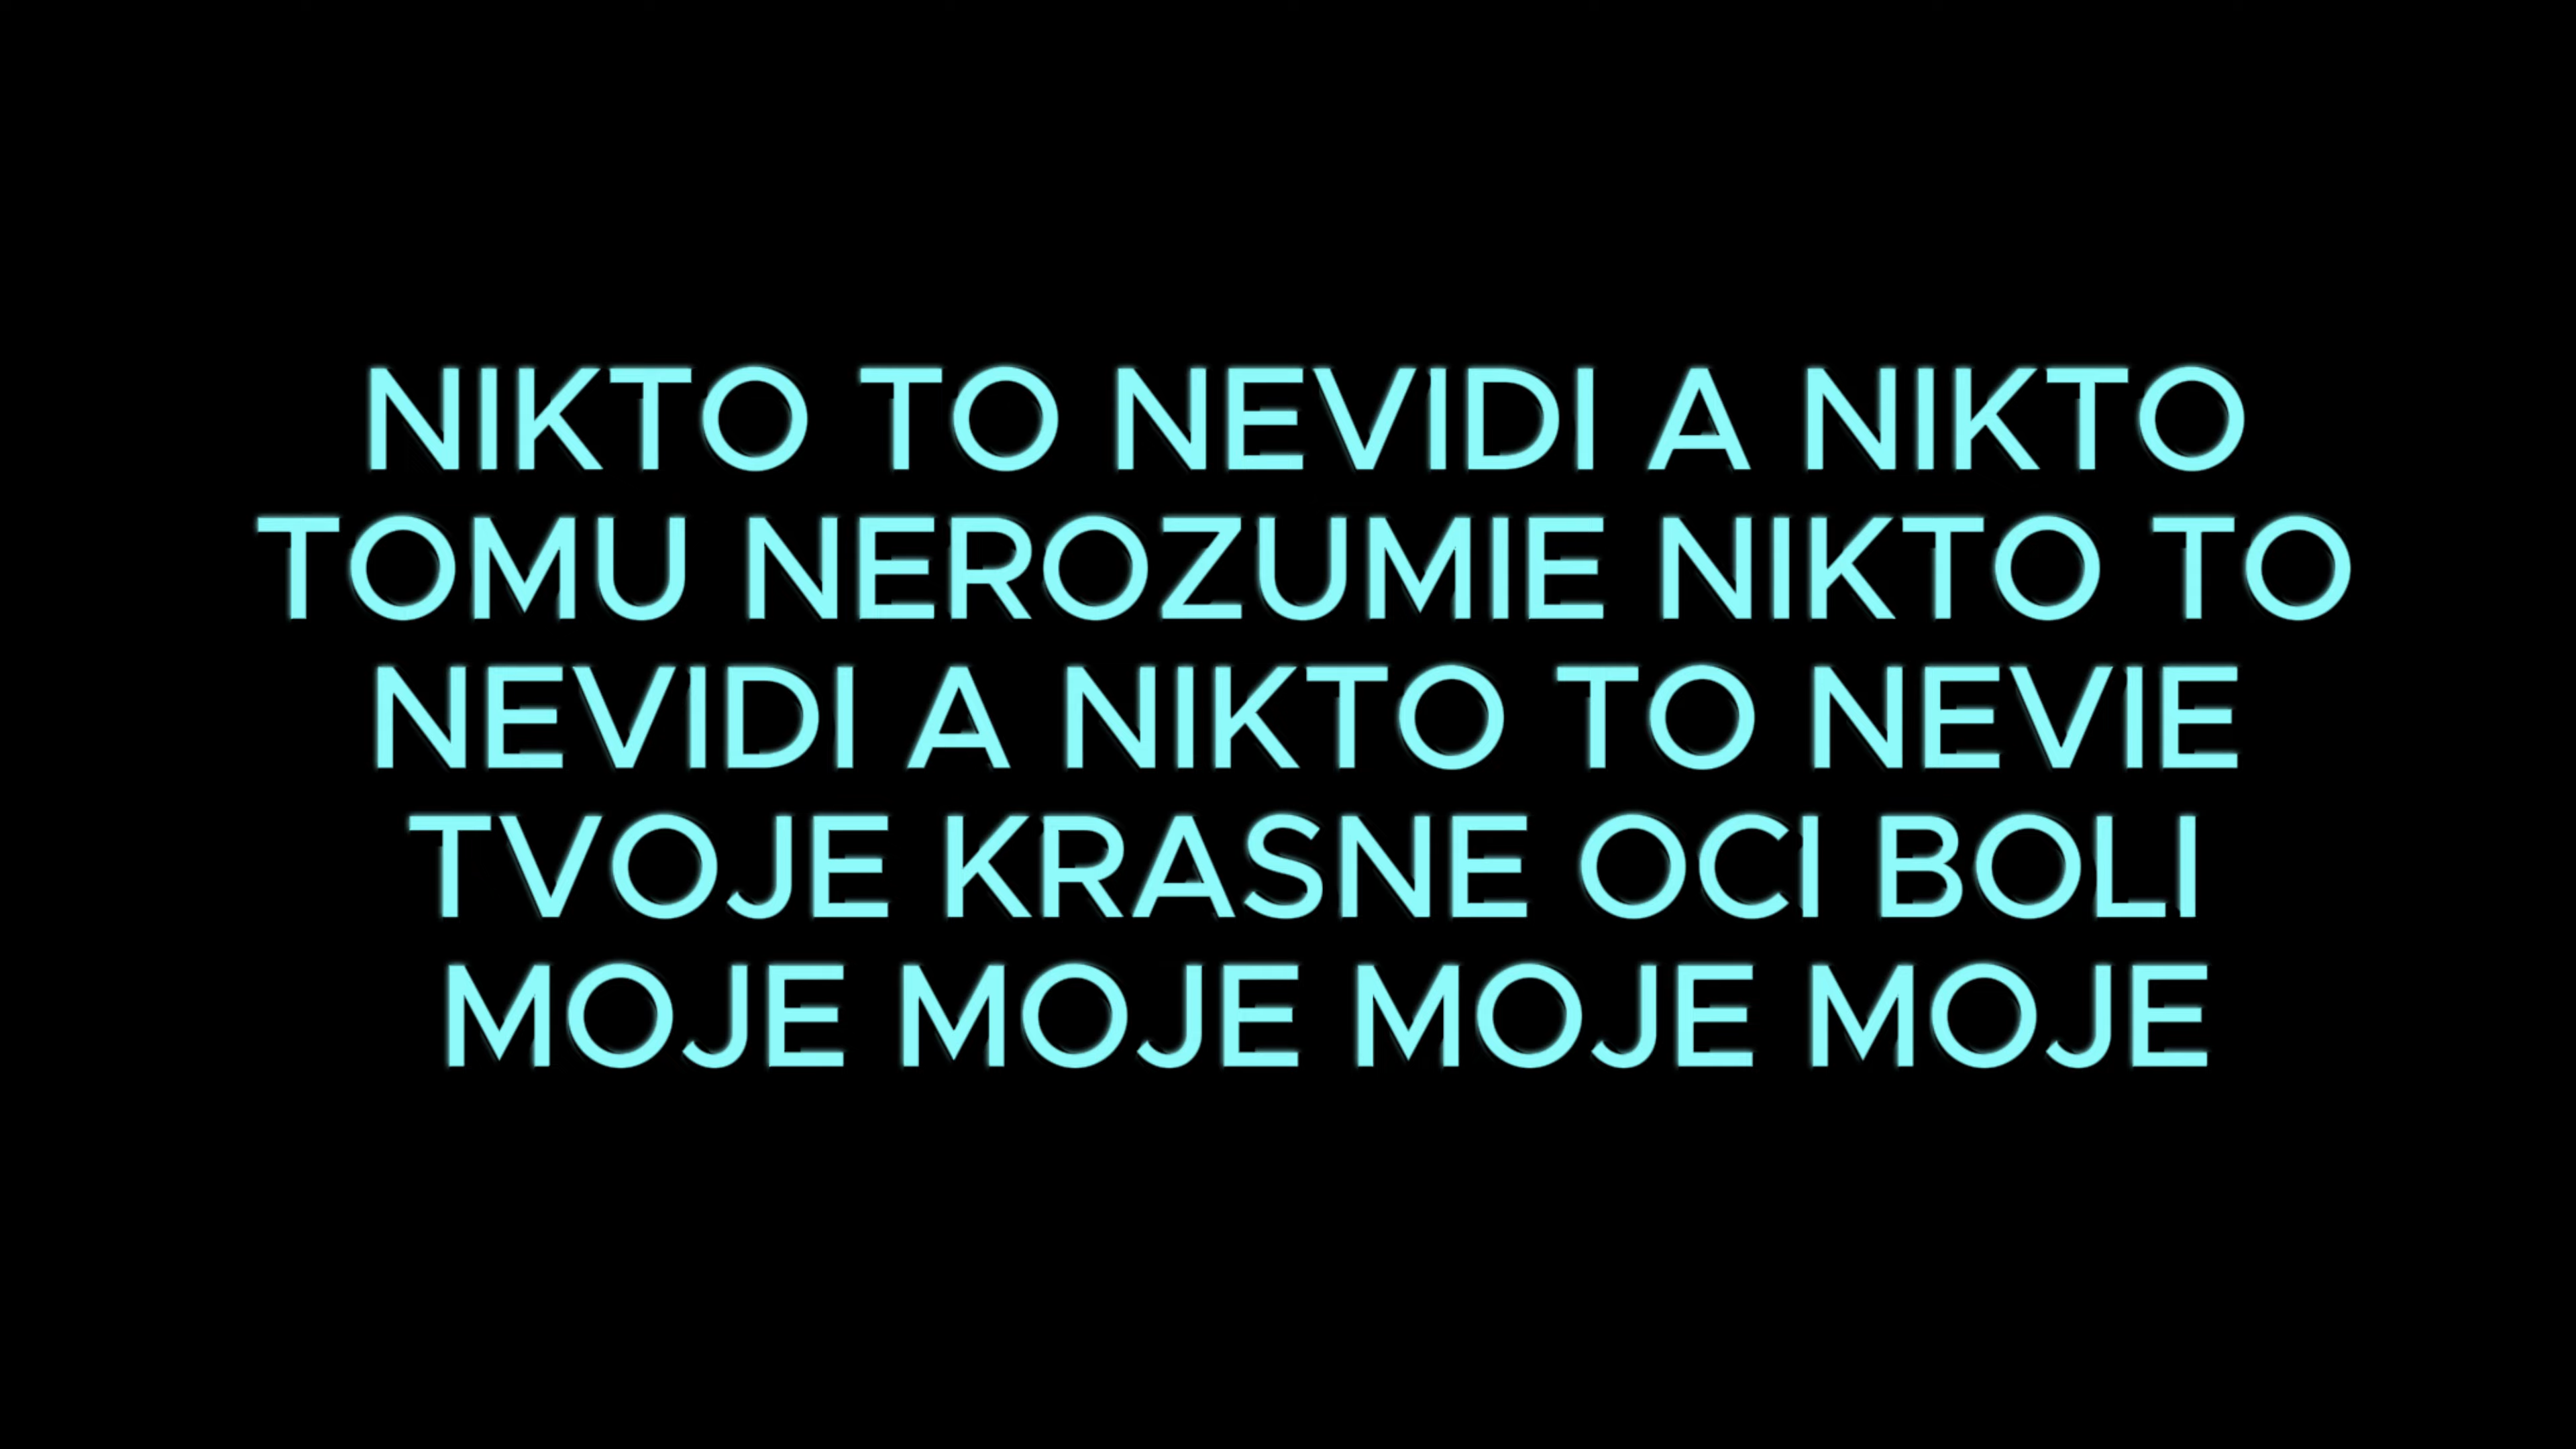 NIKTO TO NEVIDI A NIKTO
TOMU NEROZUMIE NIKTO TO
NEVIDI A NIKTO TO NEVIE
TVOJE KRASNE OCI BOLI
MOJE MOJE MOJE MOJE